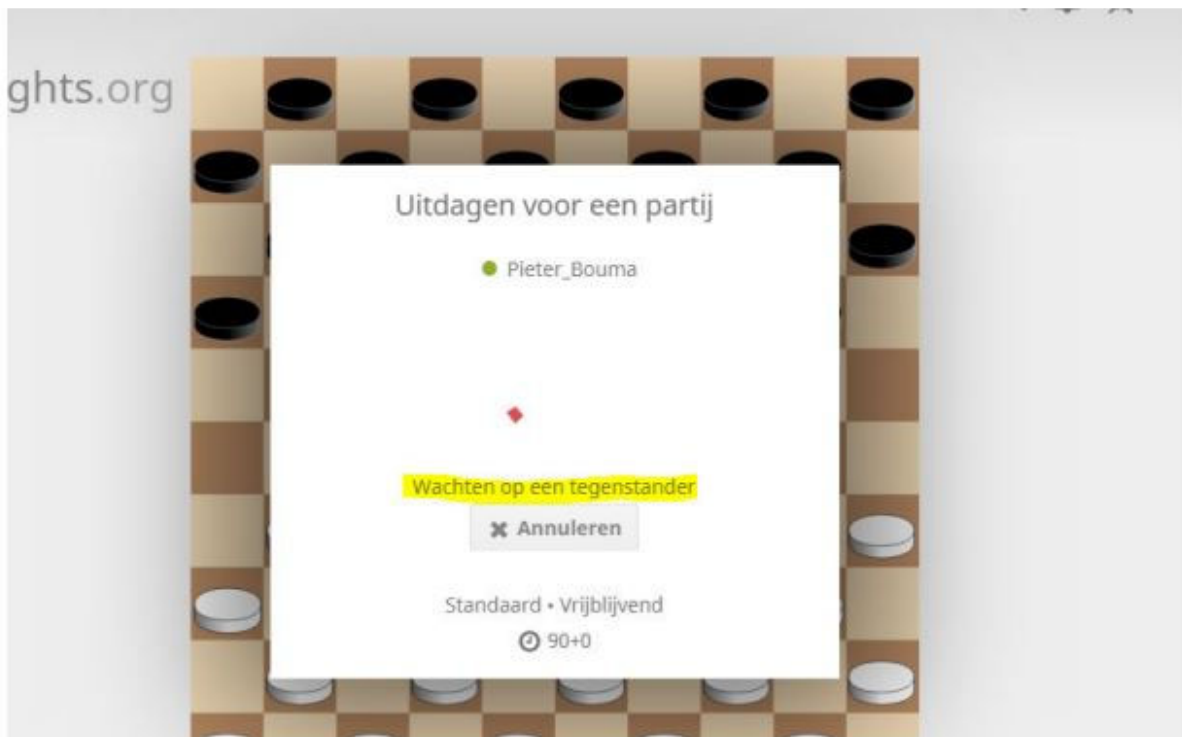 ghts.org
Uitdagen voor een partij
Pieter_Bouma
Wachten op een tegenstander
✖ Annuleren
Standaard • Vrijblijvend
90+0